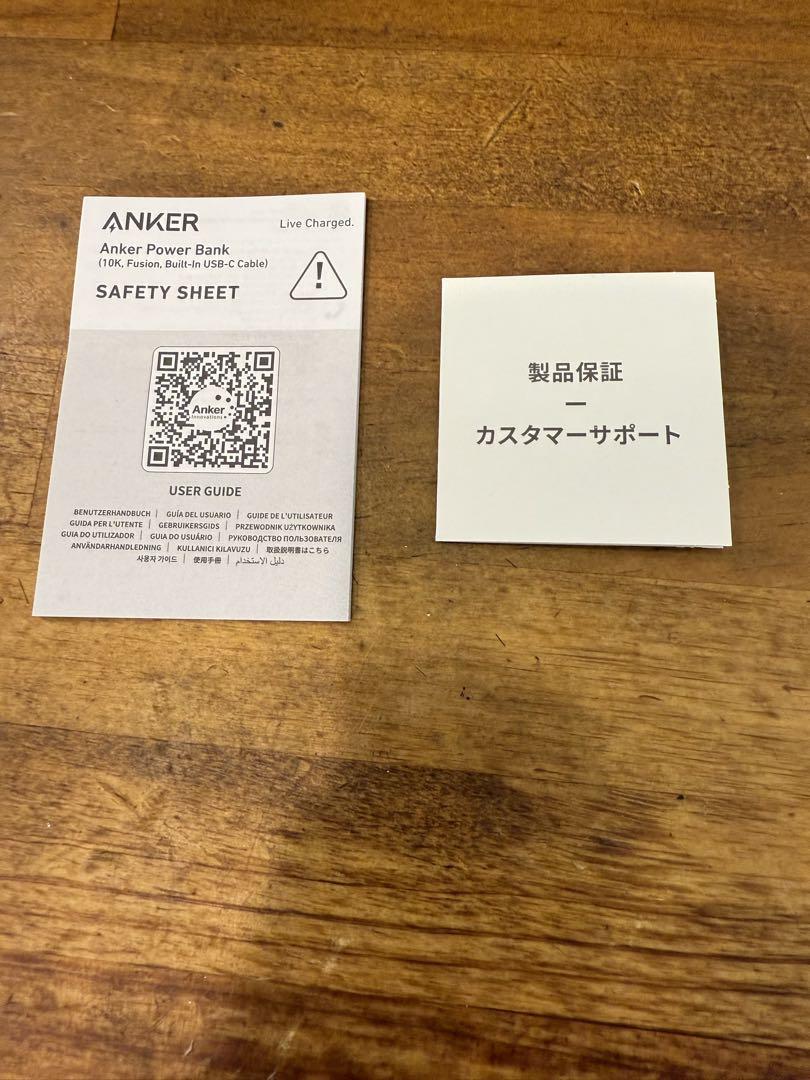 ANKER
Live Charged.
Anker Power Bank
(10K, Fusion, Built-In USB-C Cable)
SAFETY SHEET
!
Anker
Innovations
USER GUIDE
BENUTZERHANDBUCH | GUÍA DEL USUARIO | GUIDE DE L'UTILISATEUR
GUIDA PER L'UTENTE | GEBRUIKERSGIDS | PRZEWODNIK UŻYTKOWNIKA
GUIA DO UTILIZADOR | GUIA DO USUÁRIO | РУКОВОДСТВО ПОЛЬЗОВАТЕЛЯ
ANVÄNDARHANDLEDNING | KULLANICI KILAVUZU | 取扱説明書はこちら
사용자 가이드 | 使用手冊 | دليل الاستخدام
製品保証
ー
カスタマーサポート